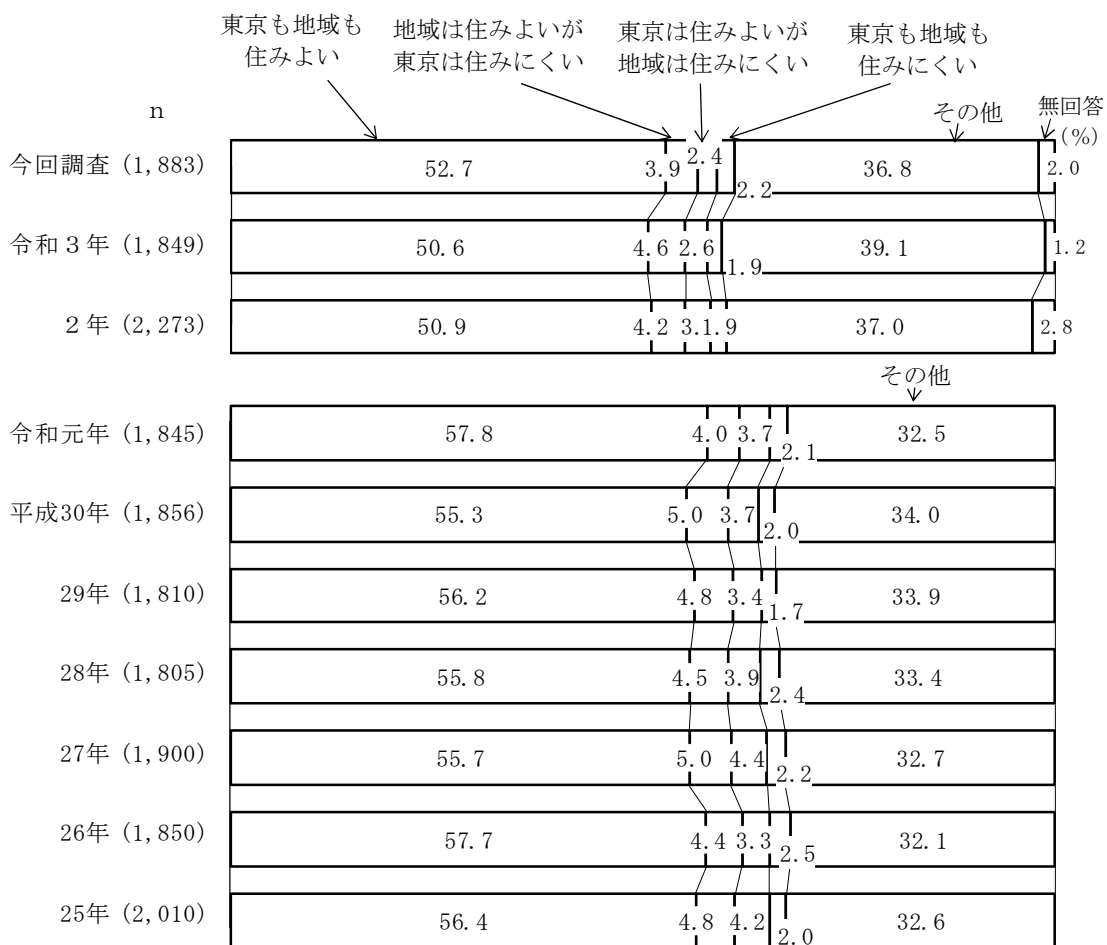 東京も地域も
住みよい
地域は住みよいが
東京は住みにくい
東京は住みよいが
地域は住みにくい
東京も地域も
住みにくい
その他
無回答
(%)
n
今回調査 (1,883) 52.7 3.9 2.4 2.2 36.8 2.0
令和3年 (1,849) 50.6 4.6 2.6 1.9 39.1 1.2
2年 (2,273) 50.9 4.2 3.1 1.9 37.0 2.8
その他
令和元年 (1,845) 57.8 4.0 3.7 2.1 32.5
平成30年 (1,856) 55.3 5.0 3.7 2.0 34.0
29年 (1,810) 56.2 4.8 3.4 1.7 33.9
28年 (1,805) 55.8 4.5 3.9 2.4 33.4
27年 (1,900) 55.7 5.0 4.4 2.2 32.7
26年 (1,850) 57.7 4.4 3.3 2.5 32.1
25年 (2,010) 56.4 4.8 4.2 2.0 32.6